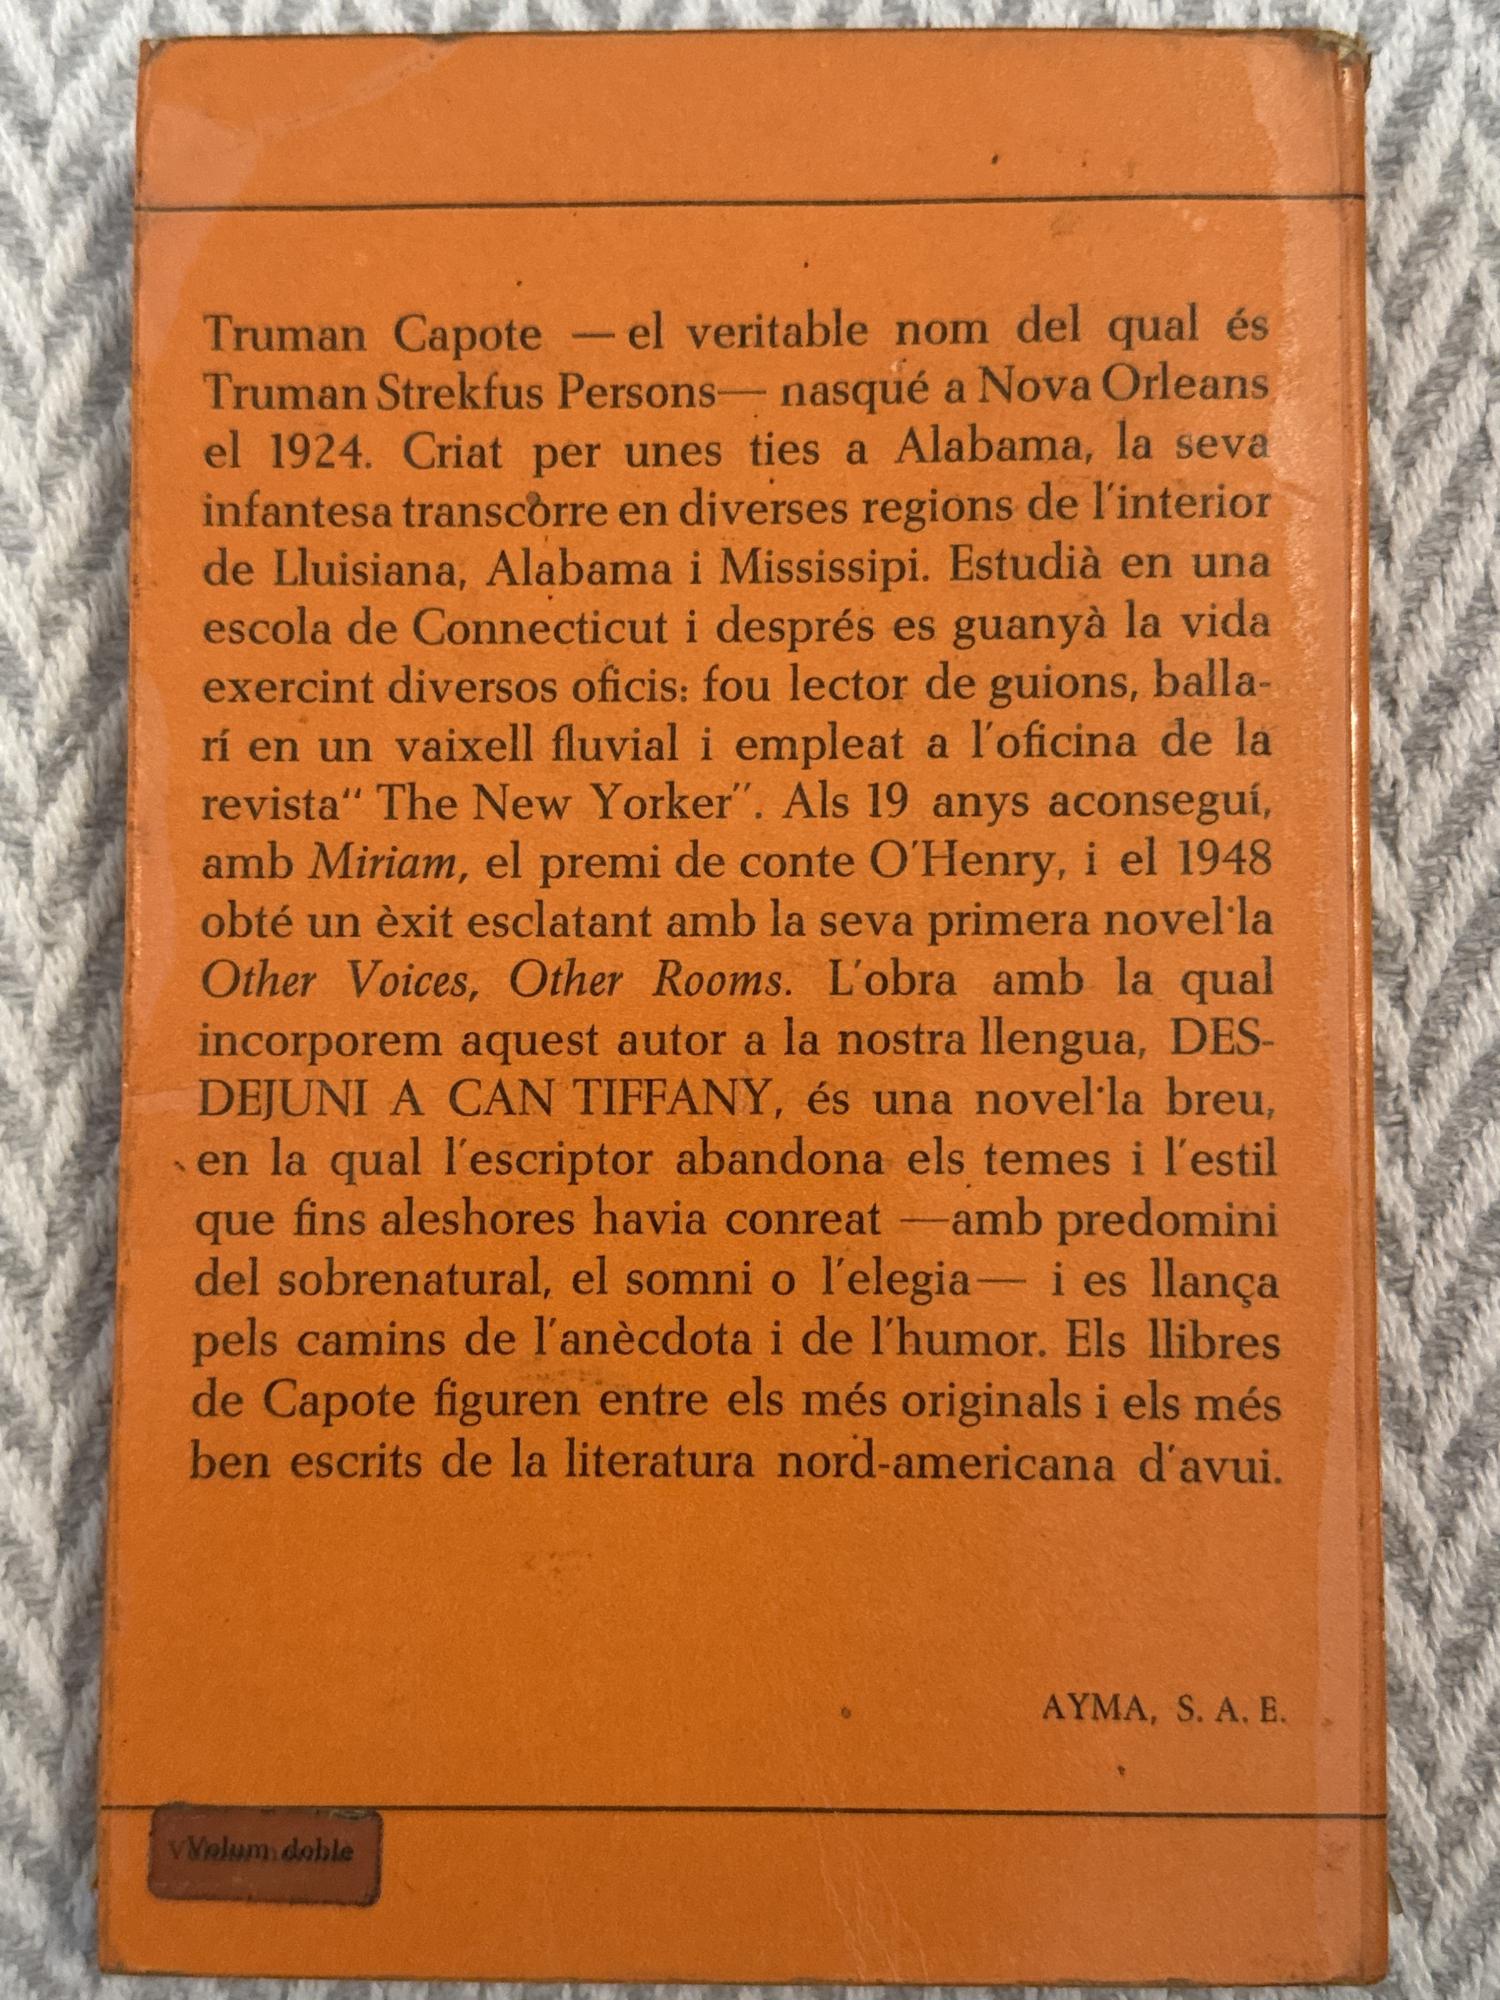 Truman Capote — el veritable nom del qual és
Truman Strekfus Persons— nasqué a Nova Orleans
el 1924. Criat per unes ties a Alabama, la seva
infantesa transcòrre en diverses regions de l'interior
de Lluisiana, Alabama i Mississipi. Estudià en una
escola de Connecticut i després es guanyà la vida
exercint diversos oficis: fou lector de guions, balla-
rí en un vaixell fluvial i empleat a l'oficina de la
revista“ The New Yorker”. Als 19 anys aconseguí,
amb Miriam, el premi de conte O'Henry, i el 1948
obté un èxit esclatant amb la seva primera novel·la
Other Voices, Other Rooms. L'obra amb la qual
incorporem aquest autor a la nostra llengua, DES-
DEJUNI A CAN TIFFANY, és una novel·la breu,
en la qual l'escriptor abandona els temes i l'estil
que fins aleshores havia conreat —amb predomini
del sobrenatural, el somni o l'elegia— i es llança
pels camins de l'anècdota i de l'humor. Els llibres
de Capote figuren entre els més originals i els més
ben escrits de la literatura nord-americana d'avui.
AYMA, S. A. E.
Volum doble